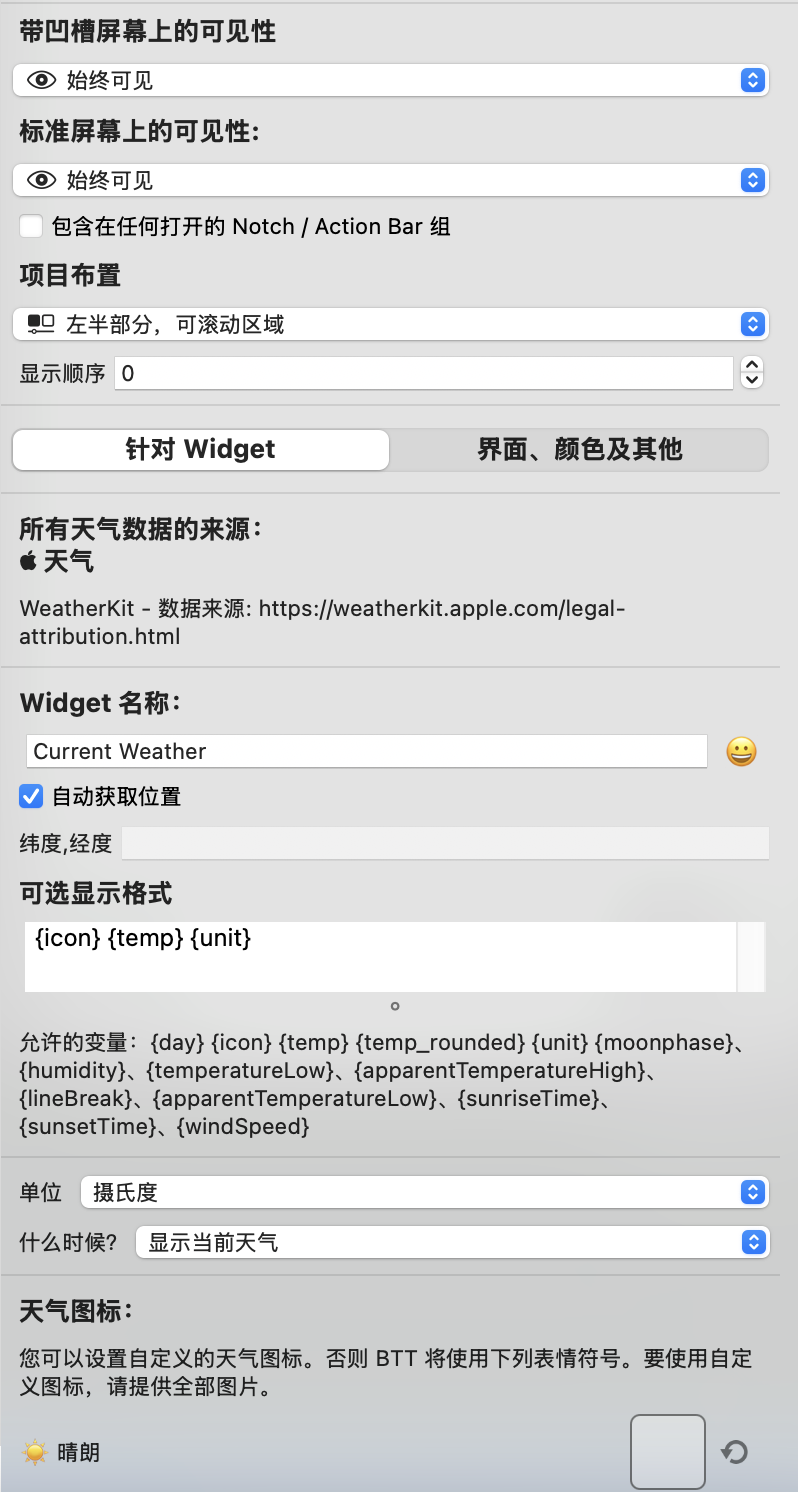 带凹槽屏幕上的可见性
始终可见
标准屏幕上的可见性:
始终可见
包含在任何打开的 Notch / Action Bar 组
项目布置
左半部分，可滚动区域
显示顺序 0
针对 Widget 界面、颜色及其他
所有天气数据的来源：
天气
WeatherKit - 数据来源: https://weatherkit.apple.com/legal-
attribution.html
Widget 名称：
Current Weather
自动获取位置
纬度,经度
可选显示格式
{icon} {temp} {unit}
允许的变量：{day} {icon} {temp} {temp_rounded} {unit} {moonphase}、
{humidity}、{temperatureLow}、{apparentTemperatureHigh}、
{lineBreak}、{apparentTemperatureLow}、{sunriseTime}、
{sunsetTime}、{windSpeed}
单位 摄氏度
什么时候? 显示当前天气
天气图标：
您可以设置自定义的天气图标。否则 BTT 将使用下列表情符号。要使用自定
义图标，请提供全部图片。
晴朗